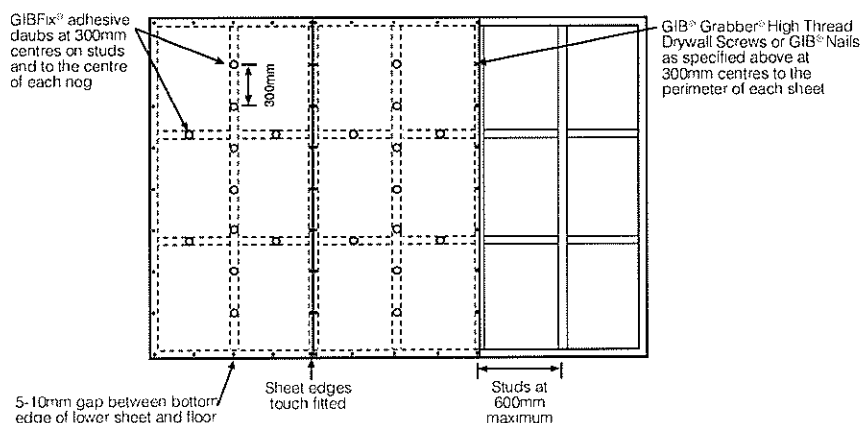 GIBFix® adhesive
daubs at 300mm
centres on studs
and to the centre
of each nog
300mm
GIB® Grabber® High Thread
Drywall Screws or GIB® Nails
as specified above at
300mm centres to the
perimeter of each sheet
5-10mm gap between bottom
edge of lower sheet and floor
Sheet edges
touch fitted
Studs at
600mm
maximum